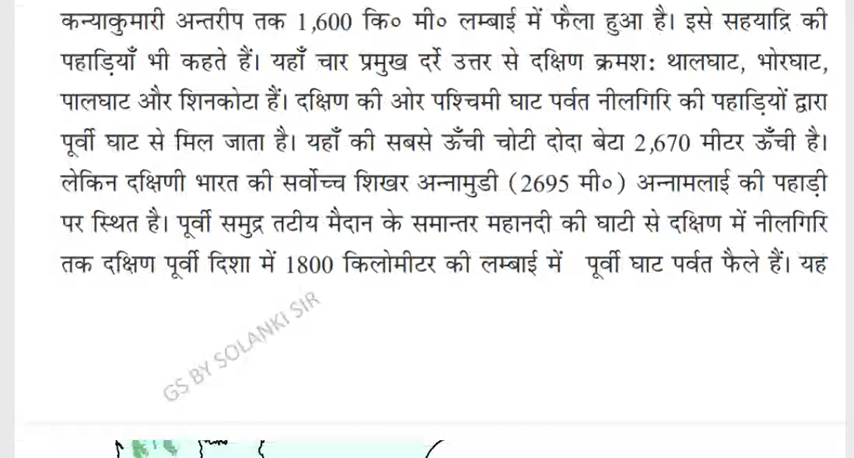 कन्याकुमारी अन्तरीप तक 1,600 कि० मी० लम्बाई में फैला हुआ है। इसे सहयाद्रि की
पहाड़ियाँ भी कहते हैं। यहाँ चार प्रमुख दर्रे उत्तर से दक्षिण क्रमश: थालघाट, भोरघाट,
पालघाट और शिनकोटा हैं। दक्षिण की ओर पश्चिमी घाट पर्वत नीलगिरि की पहाड़ियों द्वारा
पूर्वी घाट से मिल जाता है। यहाँ की सबसे ऊँची चोटी दोदा बेटा 2,670 मीटर ऊँची है।
लेकिन दक्षिणी भारत की सर्वोच्च शिखर अन्नामुडी (2695 मी०) अन्नामलाई की पहाड़ी
पर स्थित है। पूर्वी समुद्र तटीय मैदान के समान्तर महानदी की घाटी से दक्षिण में नीलगिरि
तक दक्षिण पूर्वी दिशा में 1800 किलोमीटर की लम्बाई में पूर्वी घाट पर्वत फैले हैं। यह
GS BY SOLANKI SIR